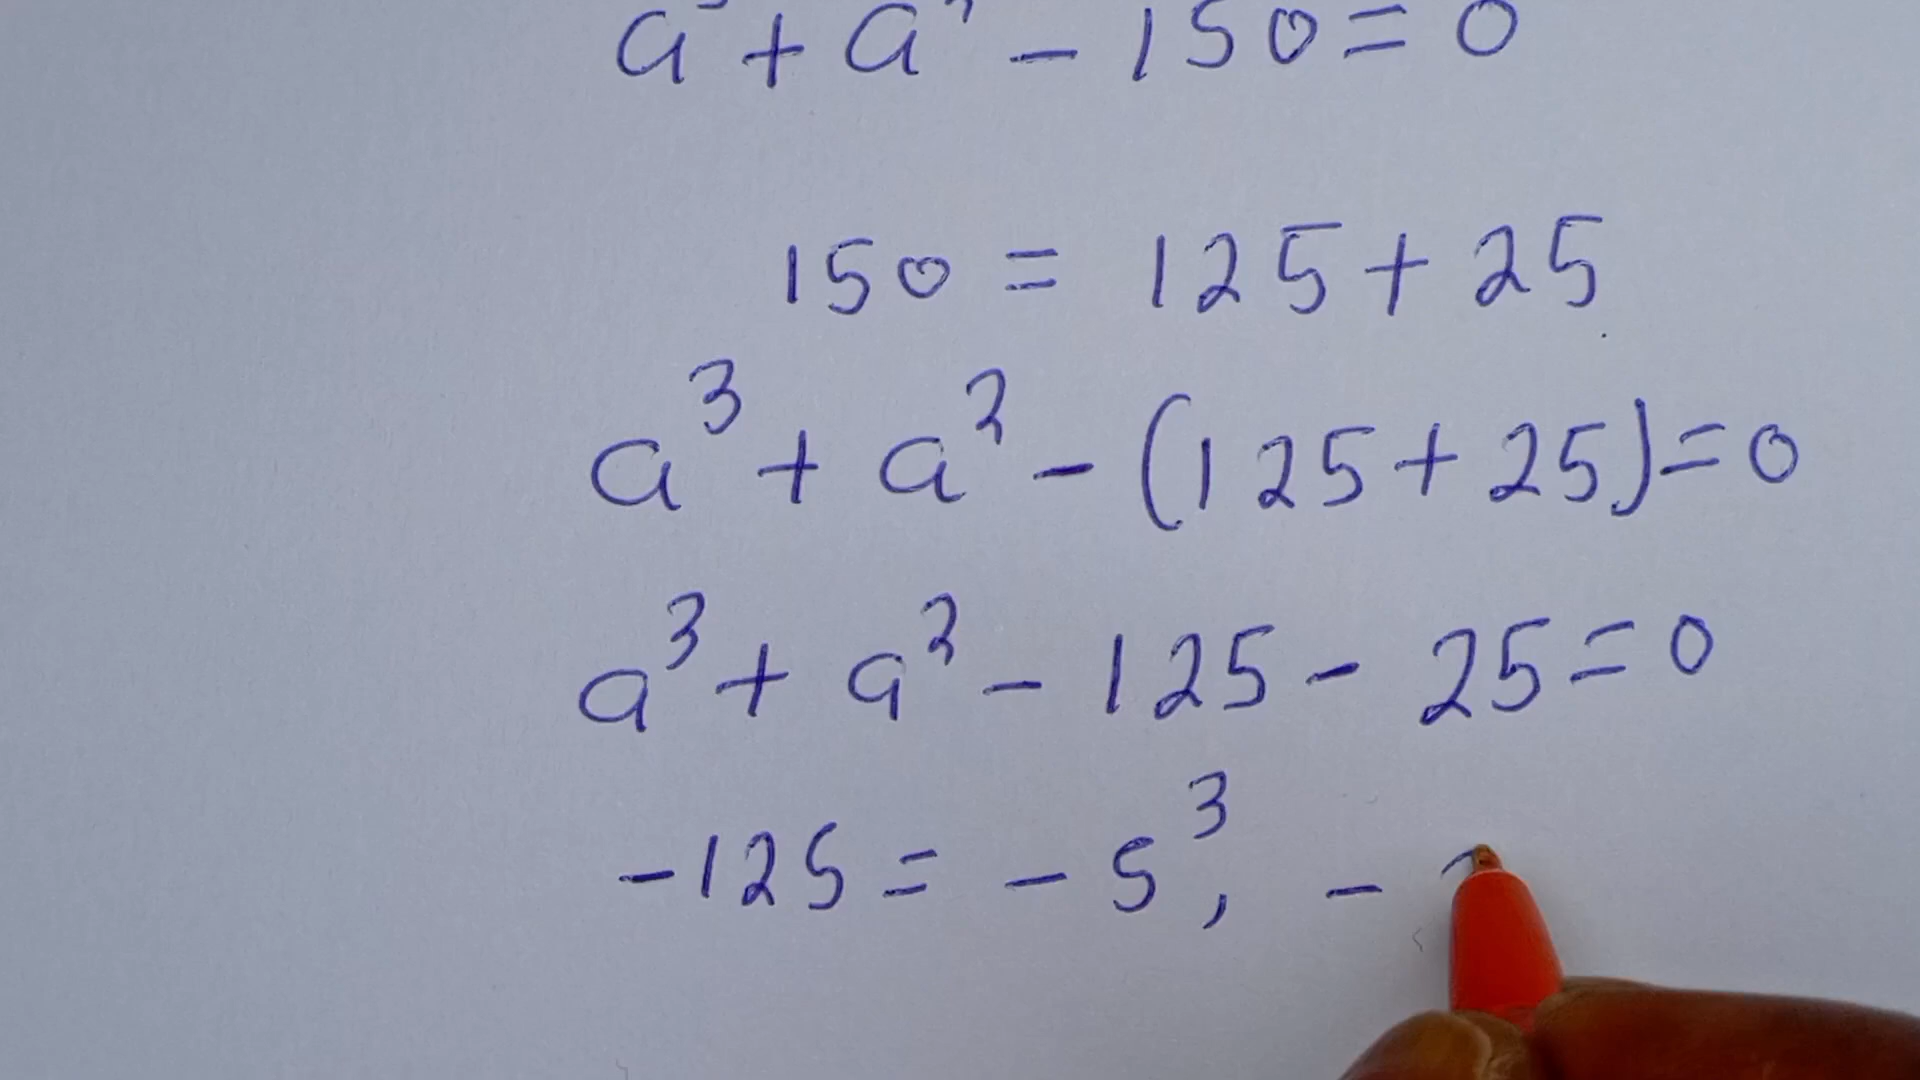 a³ + a² - 150 = 0
150 = 125 + 25
a³ + a² - (125 + 25) = 0
a³ + a² - 125 - 25 = 0
-125 = -5³, -